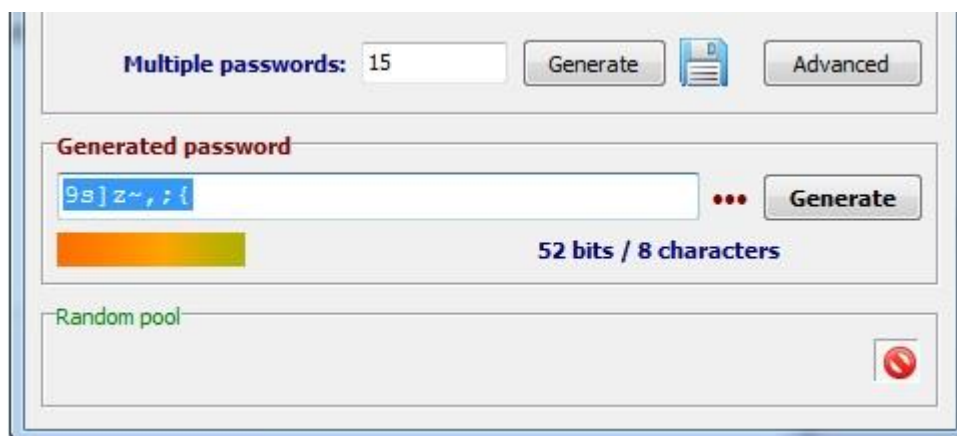 Multiple passwords: 15 Generate Advanced
Generated password
9s]z~,;{ ••• Generate
52 bits / 8 characters
Random pool